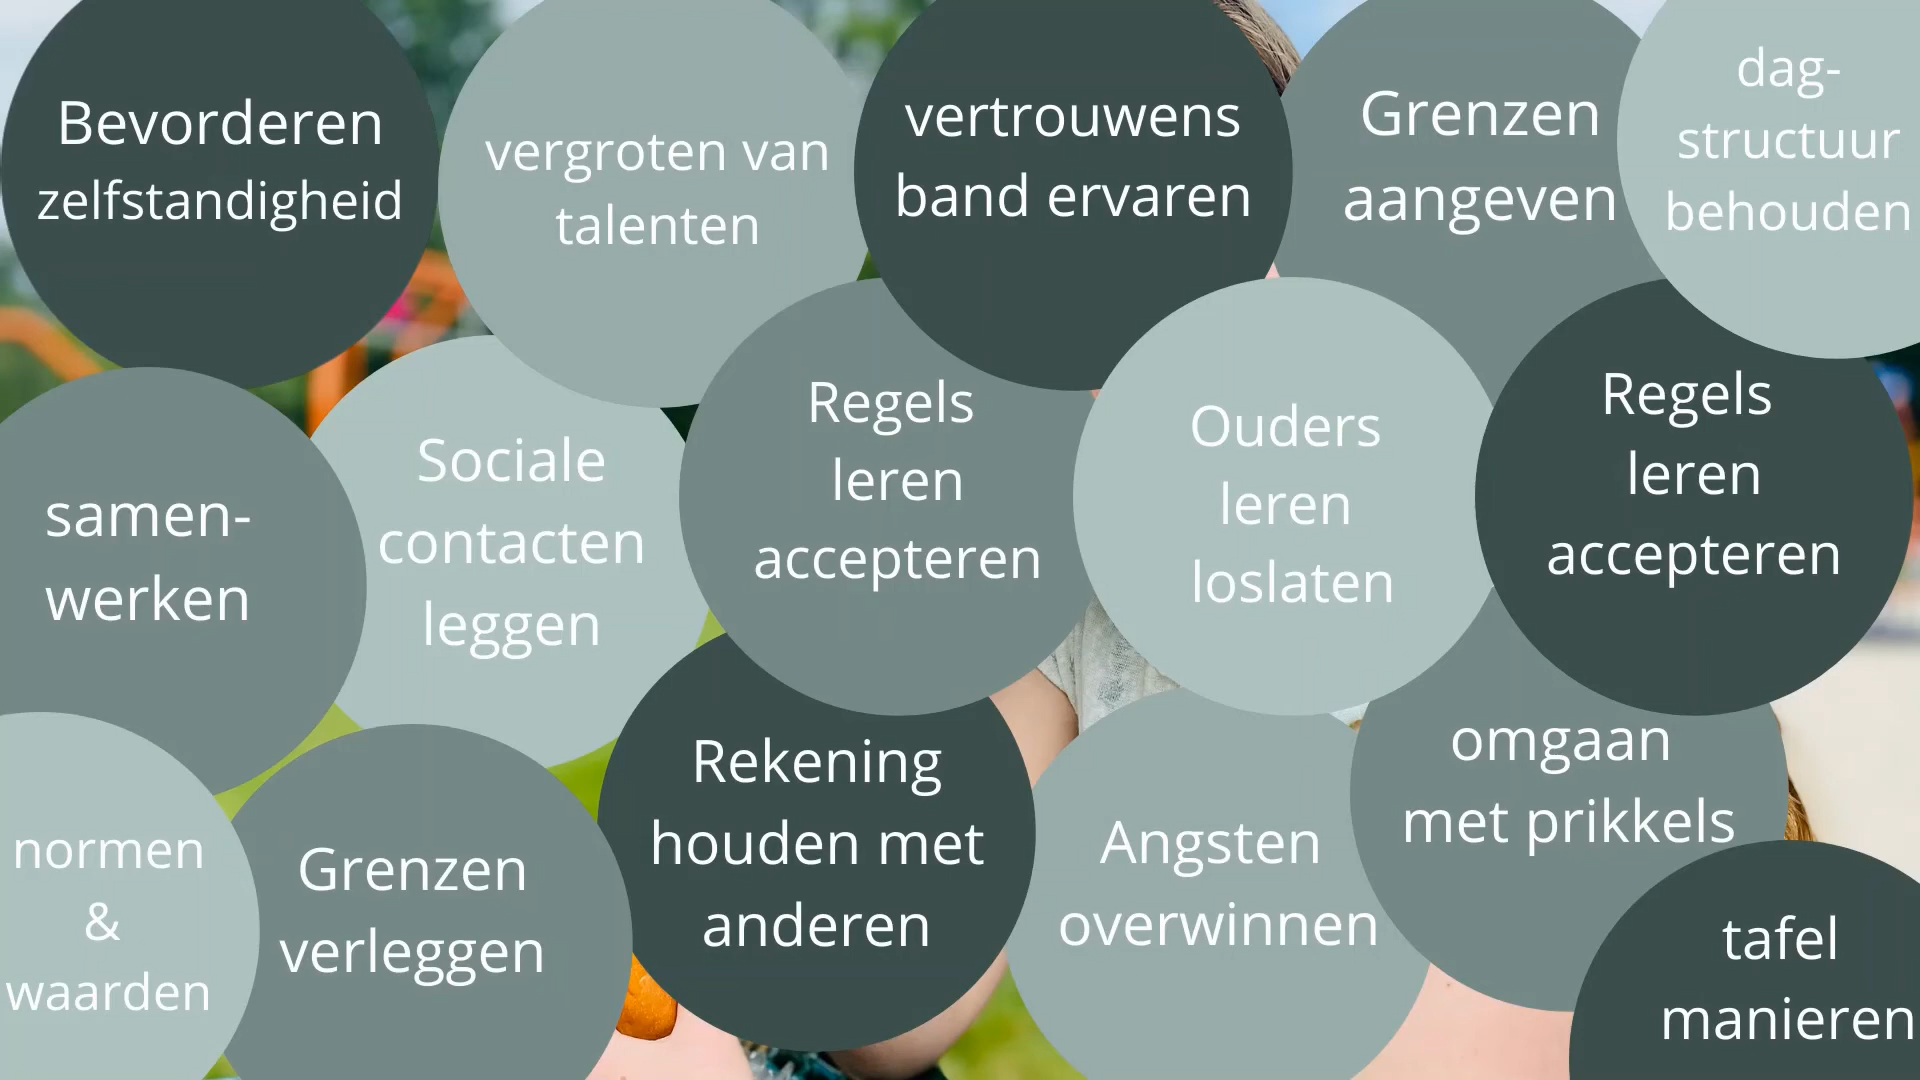 Bevorderen
zelfstandigheid
vergroten van
talenten
vertrouwens
band ervaren
Grenzen
aangeven
dag-
structuur
behouden
samen-
werken
Sociale
contacten
leggen
Regels
leren
accepteren
Ouders
leren
loslaten
Regels
leren
accepteren
normen
&
waarden
Grenzen
verleggen
Rekening
houden met
anderen
Angsten
overwinnen
omgaan
met prikkels
tafel
manieren